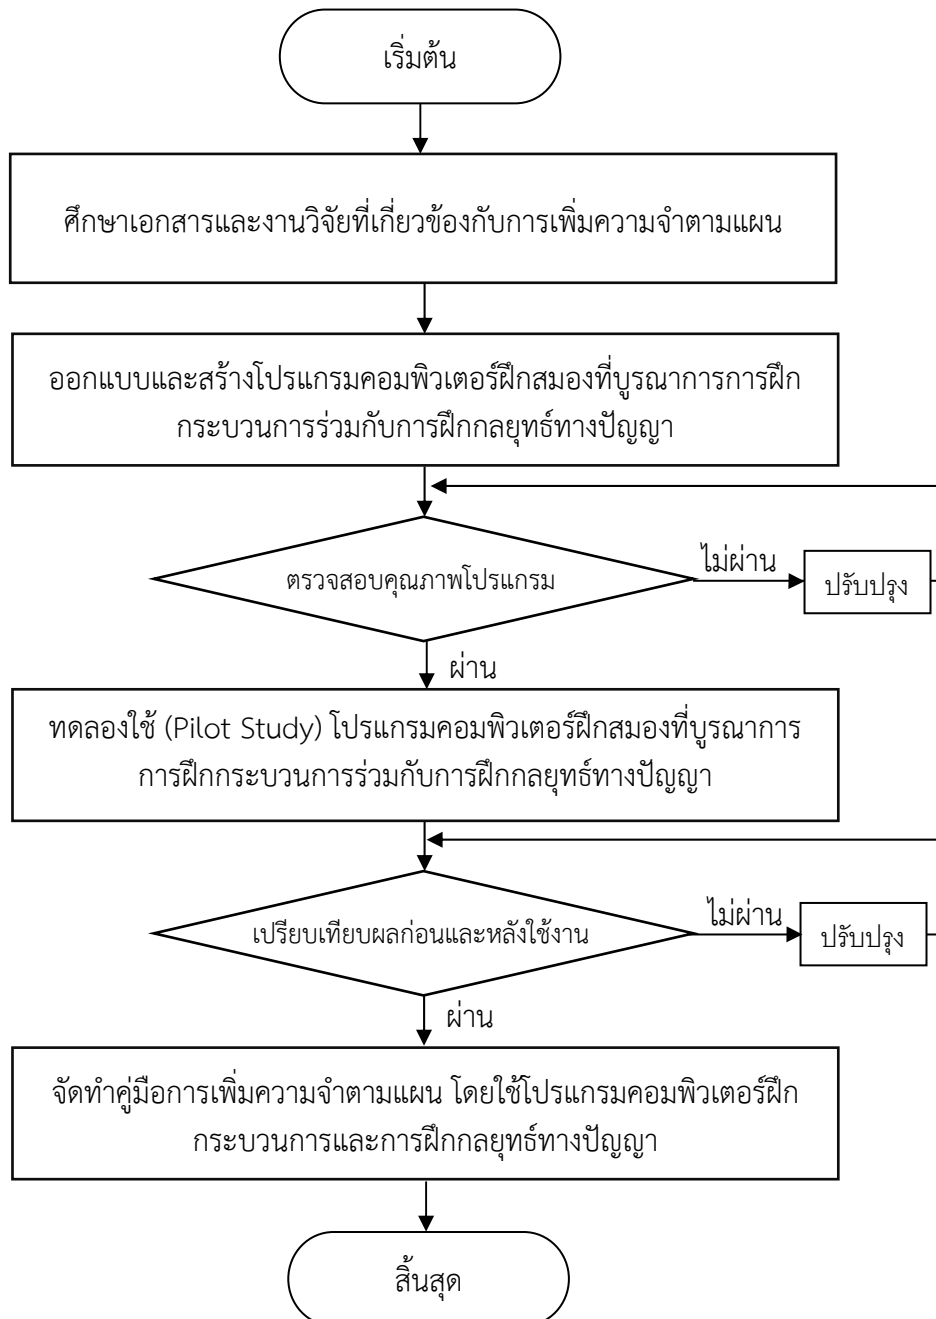 เริ่มต้น
ศึกษาเอกสารและงานวิจัยที่เกี่ยวข้องกับการเพิ่มความจำตามแผน
ออกแบบและสร้างโปรแกรมคอมพิวเตอร์ฝึกสมองที่บูรณาการการฝึก
กระบวนการร่วมกับการฝึกกลยุทธ์ทางปัญญา
ตรวจสอบคุณภาพโปรแกรม
ไม่ผ่าน
ปรับปรุง
ผ่าน
ทดลองใช้ (Pilot Study) โปรแกรมคอมพิวเตอร์ฝึกสมองที่บูรณาการ
การฝึกกระบวนการร่วมกับการฝึกกลยุทธ์ทางปัญญา
เปรียบเทียบผลก่อนและหลังใช้งาน
ไม่ผ่าน
ปรับปรุง
ผ่าน
จัดทำคู่มือการเพิ่มความจำตามแผน โดยใช้โปรแกรมคอมพิวเตอร์ฝึก
กระบวนการและการฝึกกลยุทธ์ทางปัญญา
สิ้นสุด